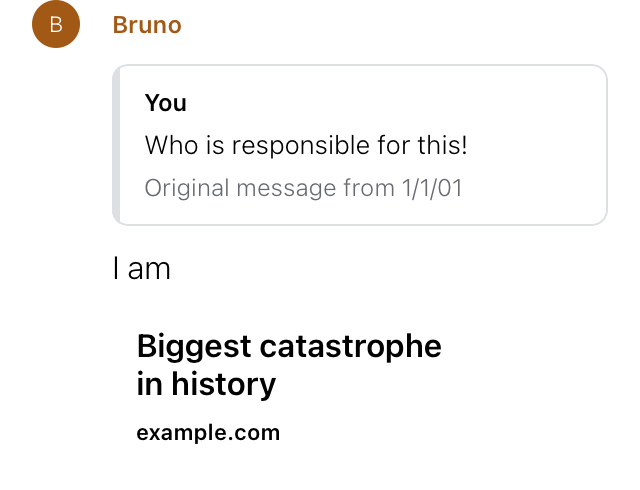 B
Bruno
You
Who is responsible for this!
Original message from 1/1/01
I am
Biggest catastrophe
in history
example.com